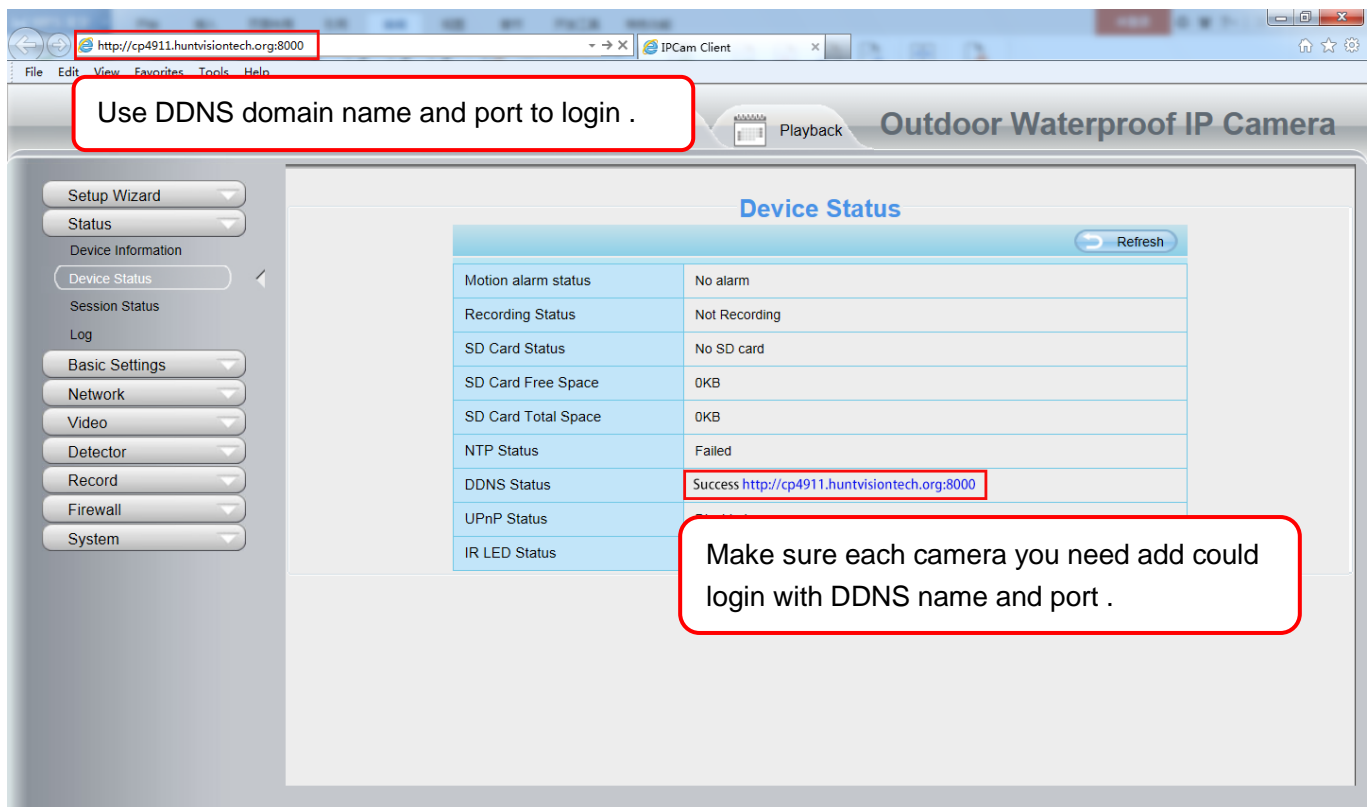 http://cp4911.huntvisiontech.org:8000
IPCam Client
File Edit View Favorites Tools Help
Use DDNS domain name and port to login .
Playback
Outdoor Waterproof IP Camera
Setup Wizard
Status
Device Information
Device Status
Session Status
Log
Basic Settings
Network
Video
Detector
Record
Firewall
System
Device Status
Refresh
Motion alarm status No alarm
Recording Status Not Recording
SD Card Status No SD card
SD Card Free Space 0KB
SD Card Total Space 0KB
NTP Status Failed
DDNS Status Success http://cp4911.huntvisiontech.org:8000
UPnP Status
IR LED Status
Make sure each camera you need add could
login with DDNS name and port .